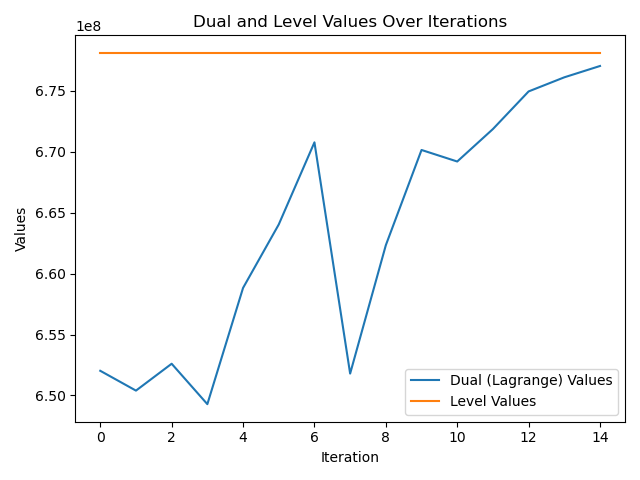 Dual and Level Values Over Iterations
1e8
6.75
6.70
6.65
6.60
6.55
6.50
Values
0 2 4 6 8 10 12 14
Iteration
Dual (Lagrange) Values
Level Values